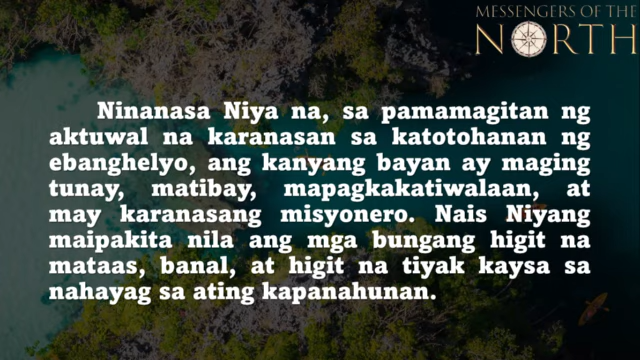 MESSENGERS OF THE
NORTH
Ninanasa Niya na, sa pamamagitan ng
aktuwal na karanasan sa katotohanan ng
ebanghelyo, ang kanyang bayan ay maging
tunay, matibay, mapagkakatiwalaan, at
may karanasang misyonero. Nais Niyang
maipakita nila ang mga bungang higit na
mataas, banal, at higit na tiyak kaysa sa
nahayag sa ating kapanahunan.